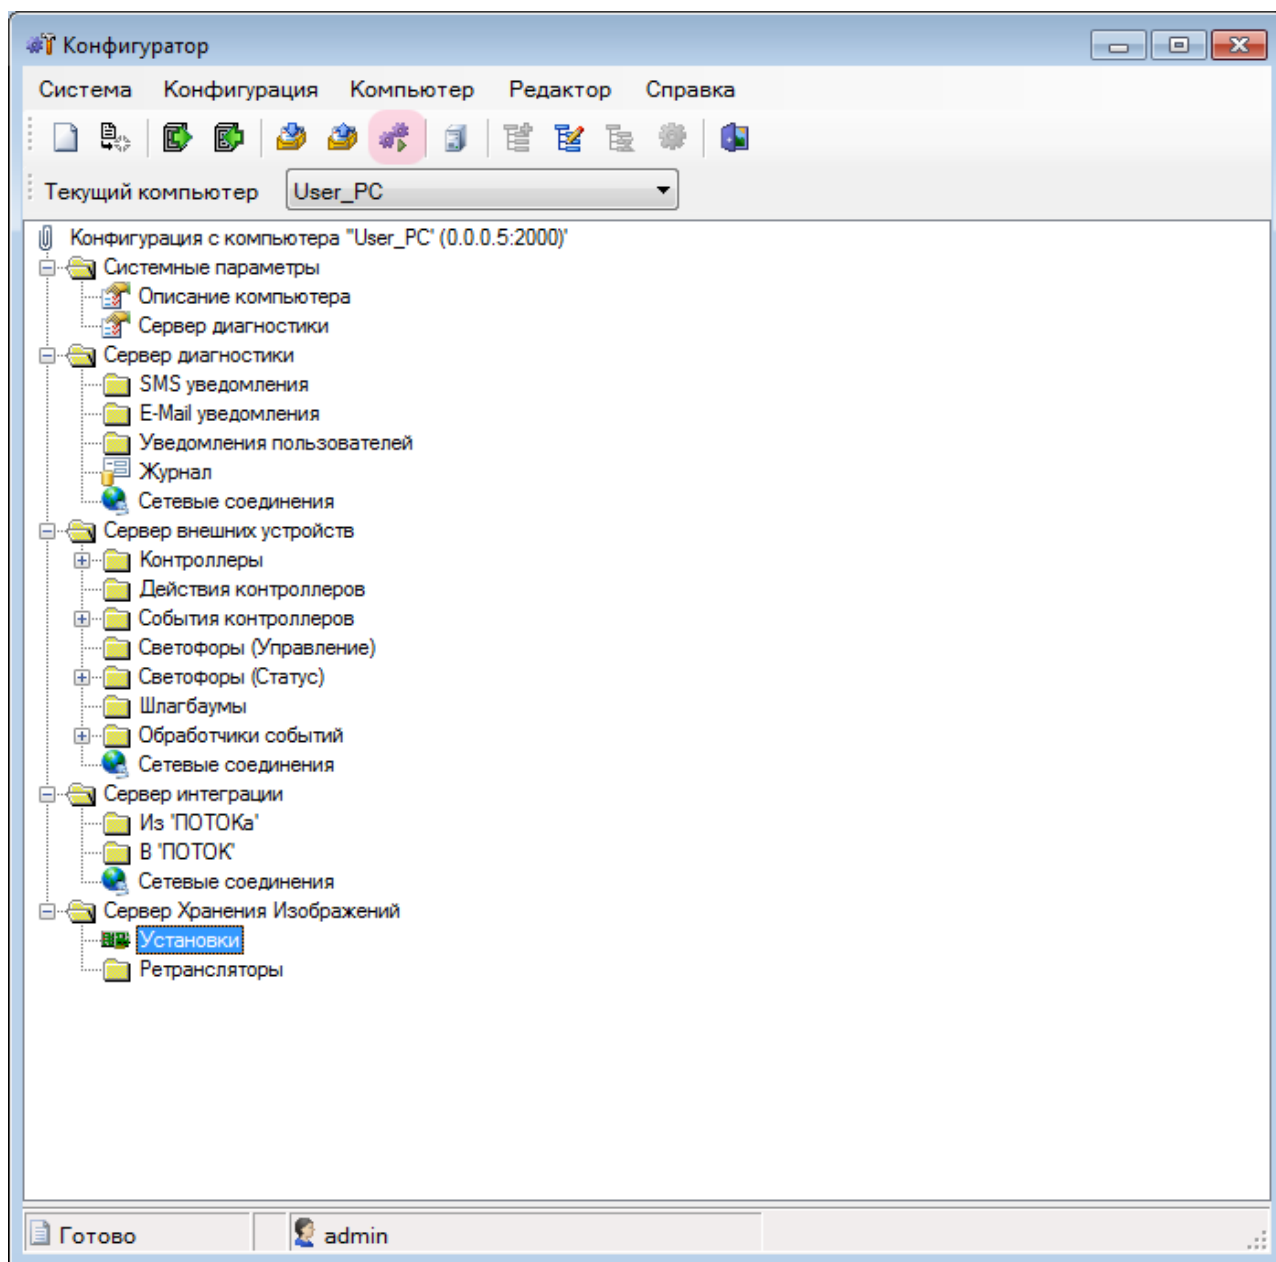 Конфигуратор
Система Конфигурация Компьютер Редактор Справка
Текущий компьютер User_PC
Конфигурация с компьютера "User_PC" (0.0.0.5:2000)'
Системные параметры
Описание компьютера
Сервер диагностики
Сервер диагностики
SMS уведомления
E-Mail уведомления
Уведомления пользователей
Журнал
Сетевые соединения
Сервер внешних устройств
Контроллеры
Действия контроллеров
События контроллеров
Светофоры (Управление)
Светофоры (Статус)
Шлагбаумы
Обработчики событий
Сетевые соединения
Сервер интеграции
Из 'ПОТОКа'
В 'ПОТОК'
Сетевые соединения
Сервер Хранения Изображений
Установки
Ретрансляторы
Готово admin